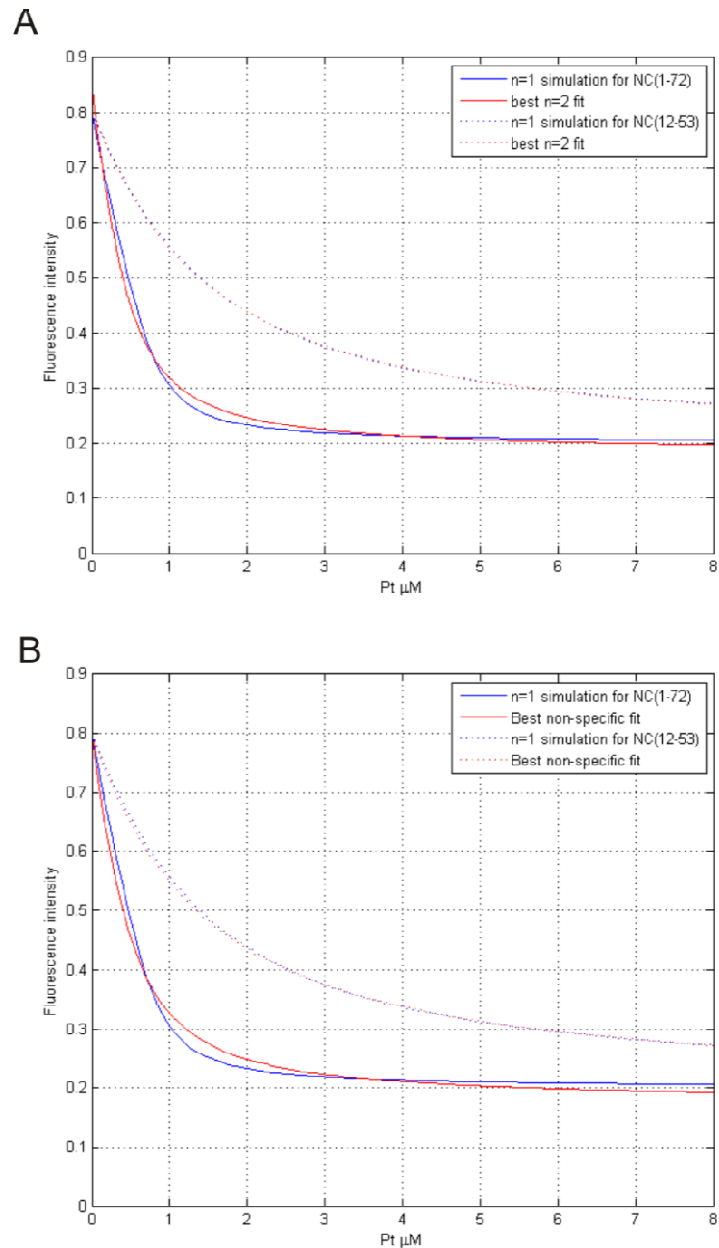 A
0.9
0.8
0.7
0.6
0.5
0.4
0.3
0.2
0.1
0
Fluorescence intensity
n=1 simulation for NC(1-72)
best n=2 fit
n=1 simulation for NC(12-53)
best n=2 fit
0 1 2 3 4 5 6 7 8
Pt µM
B
0.9
0.8
0.7
0.6
0.5
0.4
0.3
0.2
0.1
0
Fluorescence intensity
n=1 simulation for NC(1-72)
Best non-specific fit
n=1 simulation for NC(12-53)
Best non-specific fit
0 1 2 3 4 5 6 7 8
Pt µM